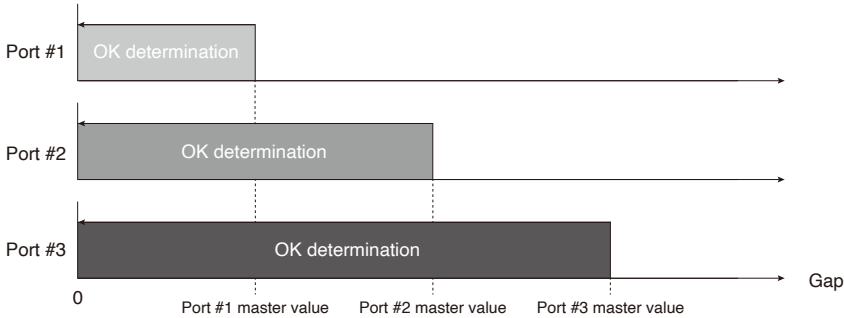 Port #1
OK determination
Port #2
OK determination
Port #3
OK determination
Gap
0
Port #1 master value
Port #2 master value
Port #3 master value